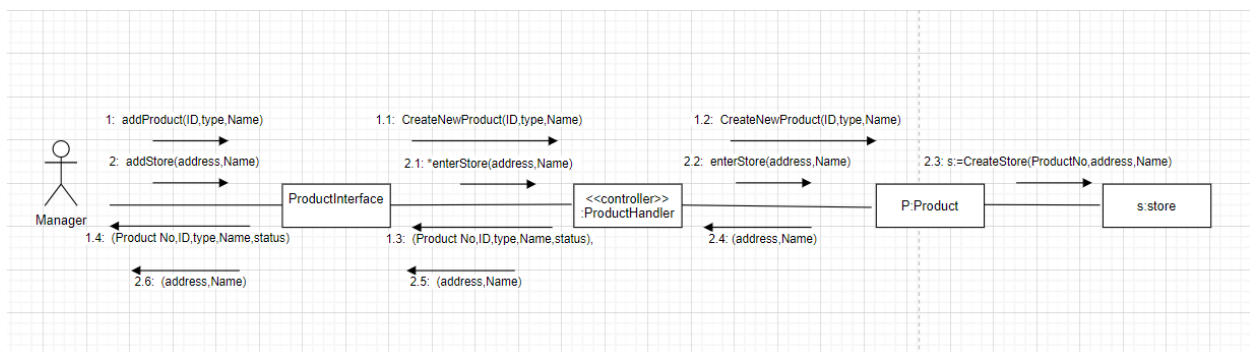 1: addProduct(ID,type,Name)
1.1: CreateNewProduct(ID,type,Name)
1.2: CreateNewProduct(ID,type,Name)
2: addStore(address,Name)
2.1: *enterStore(address,Name)
2.2: enterStore(address,Name)
2.3: s:=CreateStore(ProductNo,address,Name)
Manager
ProductInterface
<<controller>>
:ProductHandler
P:Product
s:store
1.4: (Product No,ID,type,Name,status)
1.3: (Product No,ID,type,Name,status),
2.4: (address,Name)
2.6: (address,Name)
2.5: (address,Name)